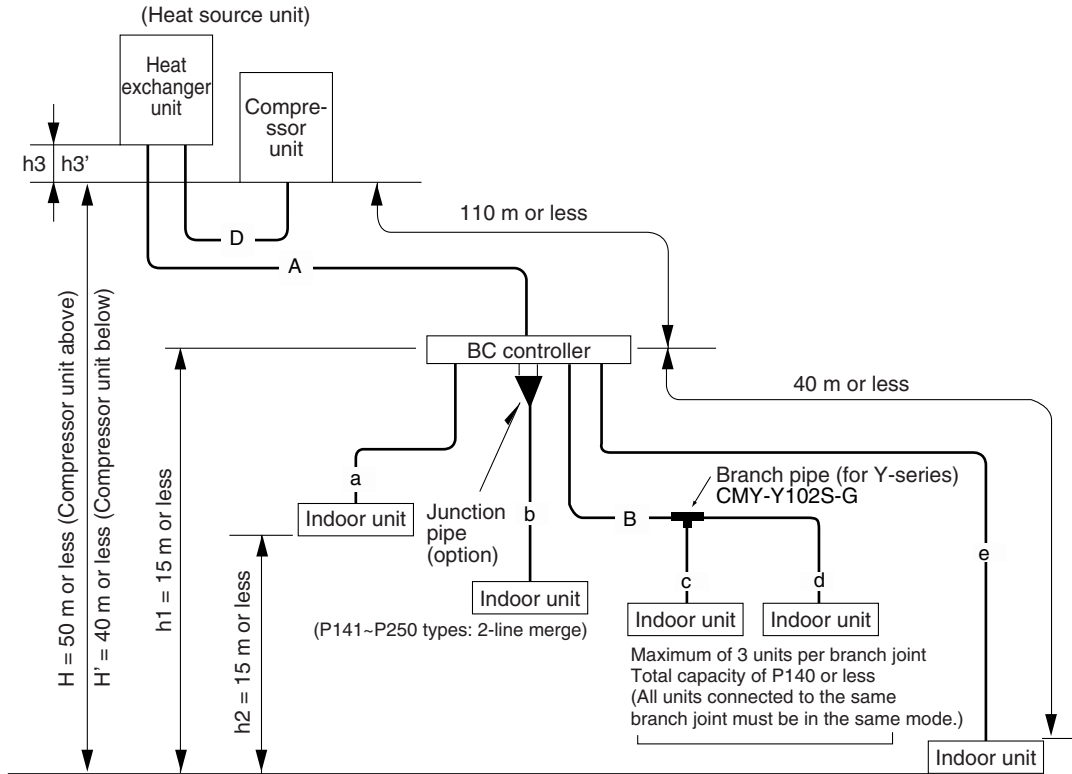 (Heat source unit)
Heat
exchanger
unit
Compre-
ssor
unit
h3
h3'
110 m or less
D
A
H = 50 m or less (Compressor unit above)
H' = 40 m or less (Compressor unit below)
BC controller
40 m or less
h1 = 15 m or less
a
Indoor unit
Junction
pipe
(option)
b
Branch pipe (for Y-series)
CMY-Y102S-G
B
e
c
d
h2 = 15 m or less
Indoor unit
(P141~P250 types: 2-line merge)
Indoor unit
Indoor unit
Maximum of 3 units per branch joint
Total capacity of P140 or less
(All units connected to the same
branch joint must be in the same mode.)
Indoor unit